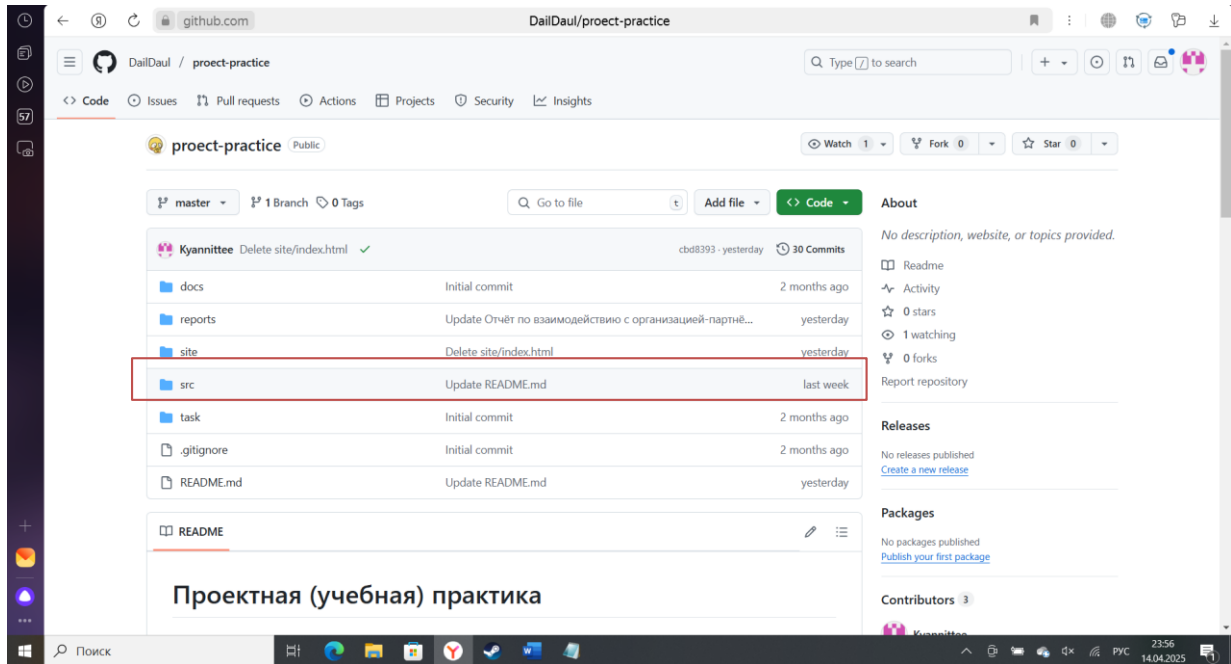 github.com
DailDaul/proect-practice
57
DailDaul / proect-practice
Type / to search
Code Issues Pull requests Actions Projects Security Insights
proect-practice Public
Watch 1 Fork 0 Star 0
master 1 Branch 0 Tags Go to file t Add file Code
Kyannittee Delete site/index.html cbd8393 · yesterday 30 Commits
docs Initial commit 2 months ago
reports Update Отчёт по взаимодействию с организацией-партнё... yesterday
site Delete site/index.html yesterday
src Update README.md last week
task Initial commit 2 months ago
.gitignore Initial commit 2 months ago
README.md Update README.md yesterday
README
Проектная (учебная) практика
About
No description, website, or topics provided.
Readme
Activity
0 stars
1 watching
0 forks
Report repository
Releases
No releases published
Create a new release
Packages
No packages published
Publish your first package
Contributors 3
Kyannittee
Поиск
РУС
23:56
14.04.2025